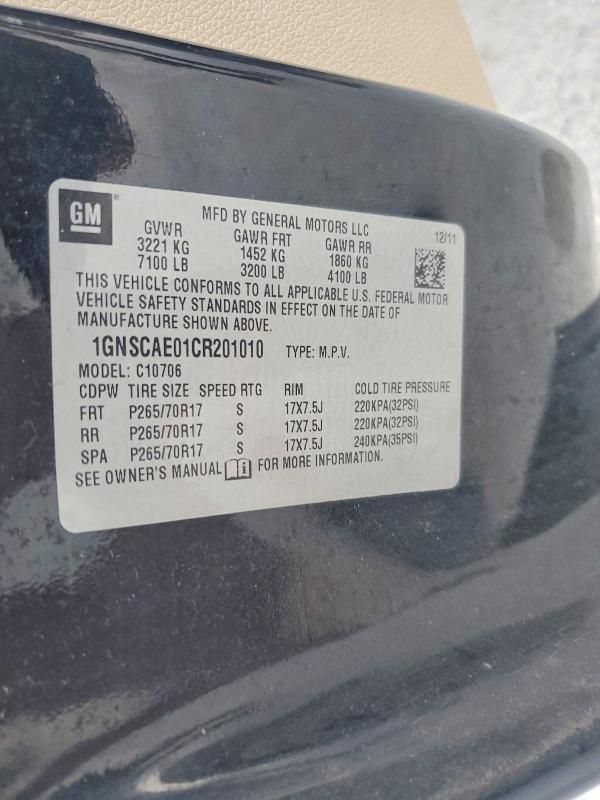 GM ®
MFD BY GENERAL MOTORS LLC
GVWR GAWR FRT GAWR RR 12/11
3221 KG 1452 KG 1860 KG
7100 LB 3200 LB 4100 LB
THIS VEHICLE CONFORMS TO ALL APPLICABLE U.S. FEDERAL MOTOR
VEHICLE SAFETY STANDARDS IN EFFECT ON THE DATE OF
MANUFACTURE SHOWN ABOVE.
1GNSCAE01CR201010 TYPE: M.P.V.
MODEL: C10706
CDPW TIRE SIZE SPEED RTG RIM COLD TIRE PRESSURE
FRT P265/70R17 S 17X7.5J 220KPA(32PSI)
RR P265/70R17 S 17X7.5J 220KPA(32PSI)
SPA P265/70R17 S 17X7.5J 240KPA(35PSI)
SEE OWNER'S MANUAL i FOR MORE INFORMATION.